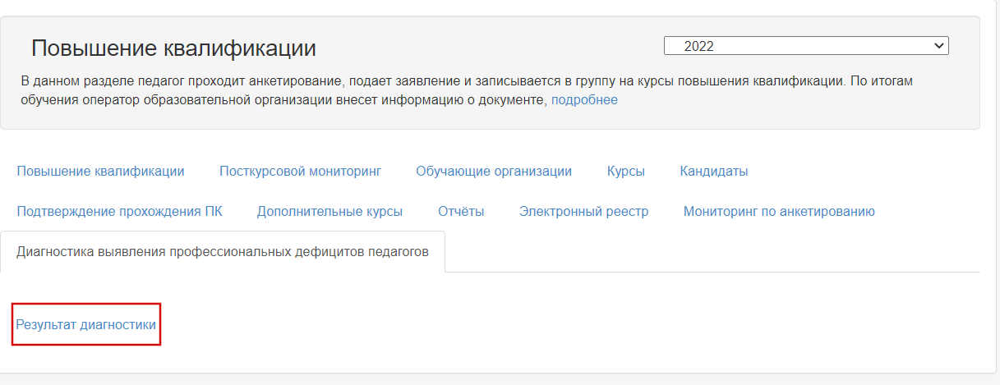 Повышение квалификации
2022
В данном разделе педагог проходит анкетирование, подает заявление и записывается в группу на курсы повышения квалификации. По итогам
обучения оператор образовательной организации внесет информацию о документе, подробнее
Повышение квалификации Посткурсовой мониторинг Обучающие организации Курсы Кандидаты
Подтверждение прохождения ПК Дополнительные курсы Отчёты Электронный реестр Мониторинг по анкетированию
Диагностика выявления профессиональных дефицитов педагогов
Результат диагностики